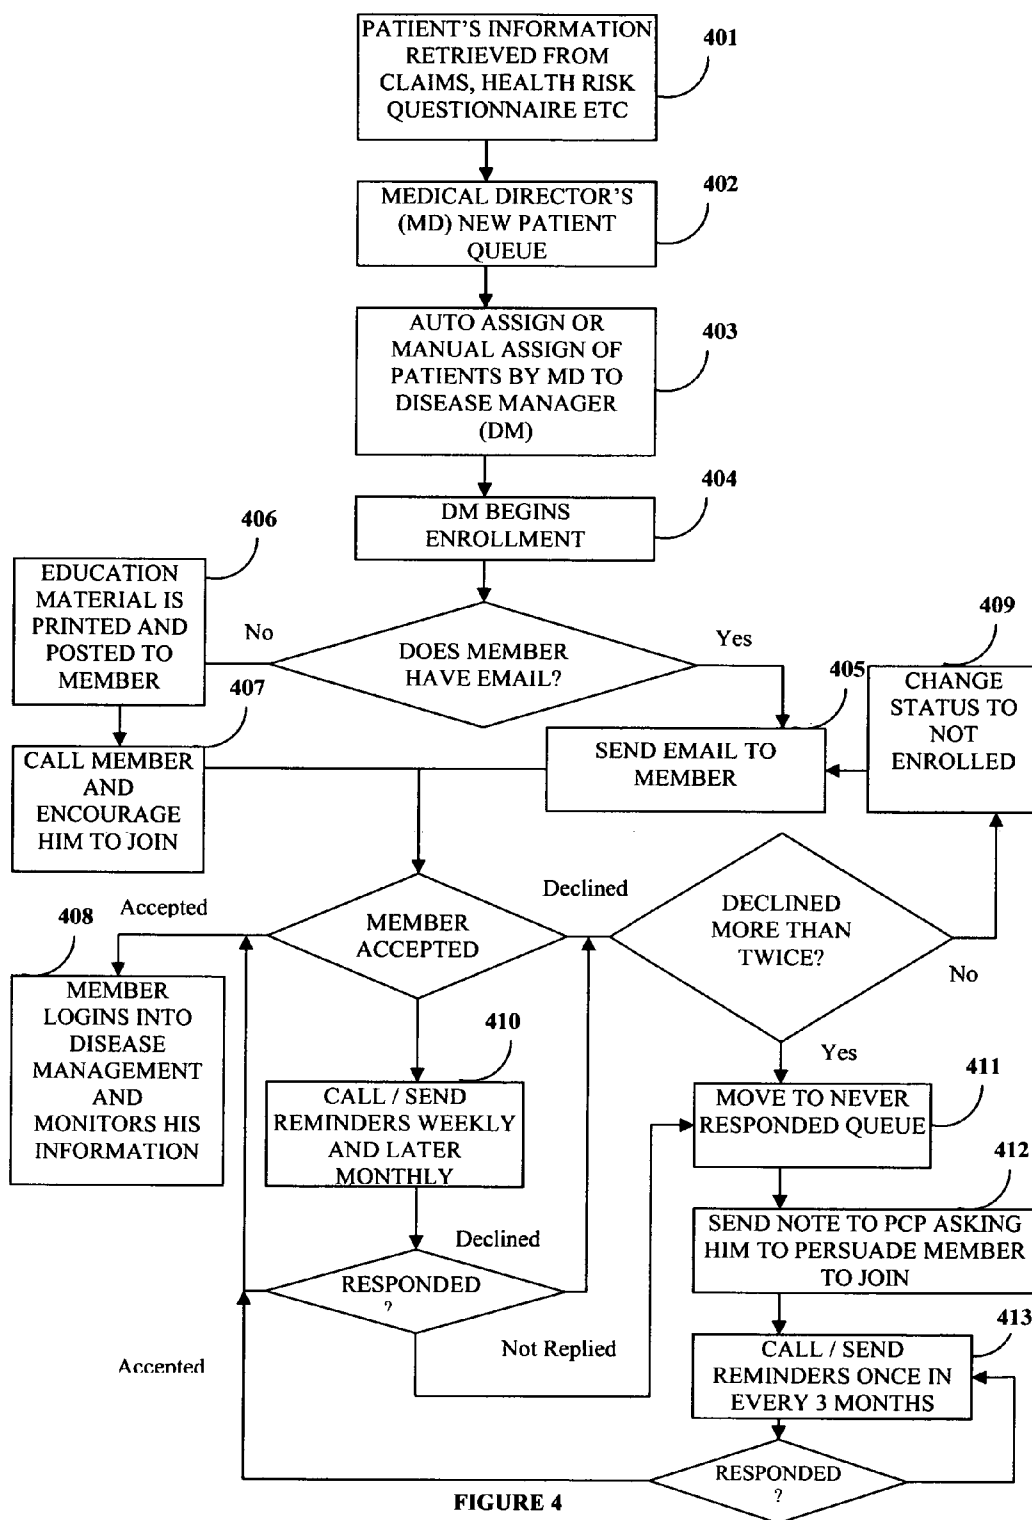 PATIENT'S INFORMATION
RETRIEVED FROM
CLAIMS, HEALTH RISK
QUESTIONNAIRE ETC
401
MEDICAL DIRECTOR'S
(MD) NEW PATIENT
QUEUE
402
AUTO ASSIGN OR
MANUAL ASSIGN OF
PATIENTS BY MD TO
DISEASE MANAGER
(DM)
403
DM BEGINS
ENROLLMENT
404
406
EDUCATION
MATERIAL IS
PRINTED AND
POSTED TO
MEMBER
No
DOES MEMBER
HAVE EMAIL?
Yes
409
CHANGE
STATUS TO
NOT
ENROLLED
405
SEND EMAIL TO
MEMBER
407
CALL MEMBER
AND
ENCOURAGE
HIM TO JOIN
Accepted
MEMBER
ACCEPTED
Declined
DECLINED
MORE THAN
TWICE?
No
Yes
408
MEMBER
LOGINS INTO
DISEASE
MANAGEMENT
AND
MONITORS HIS
INFORMATION
410
CALL / SEND
REMINDERS WEEKLY
AND LATER
MONTHLY
411
MOVE TO NEVER
RESPONDED QUEUE
412
SEND NOTE TO PCP ASKING
HIM TO PERSUADE MEMBER
TO JOIN
Declined
RESPONDED
?
Not Replied
Accepted
413
CALL / SEND
REMINDERS ONCE IN
EVERY 3 MONTHS
RESPONDED
?
FIGURE 4